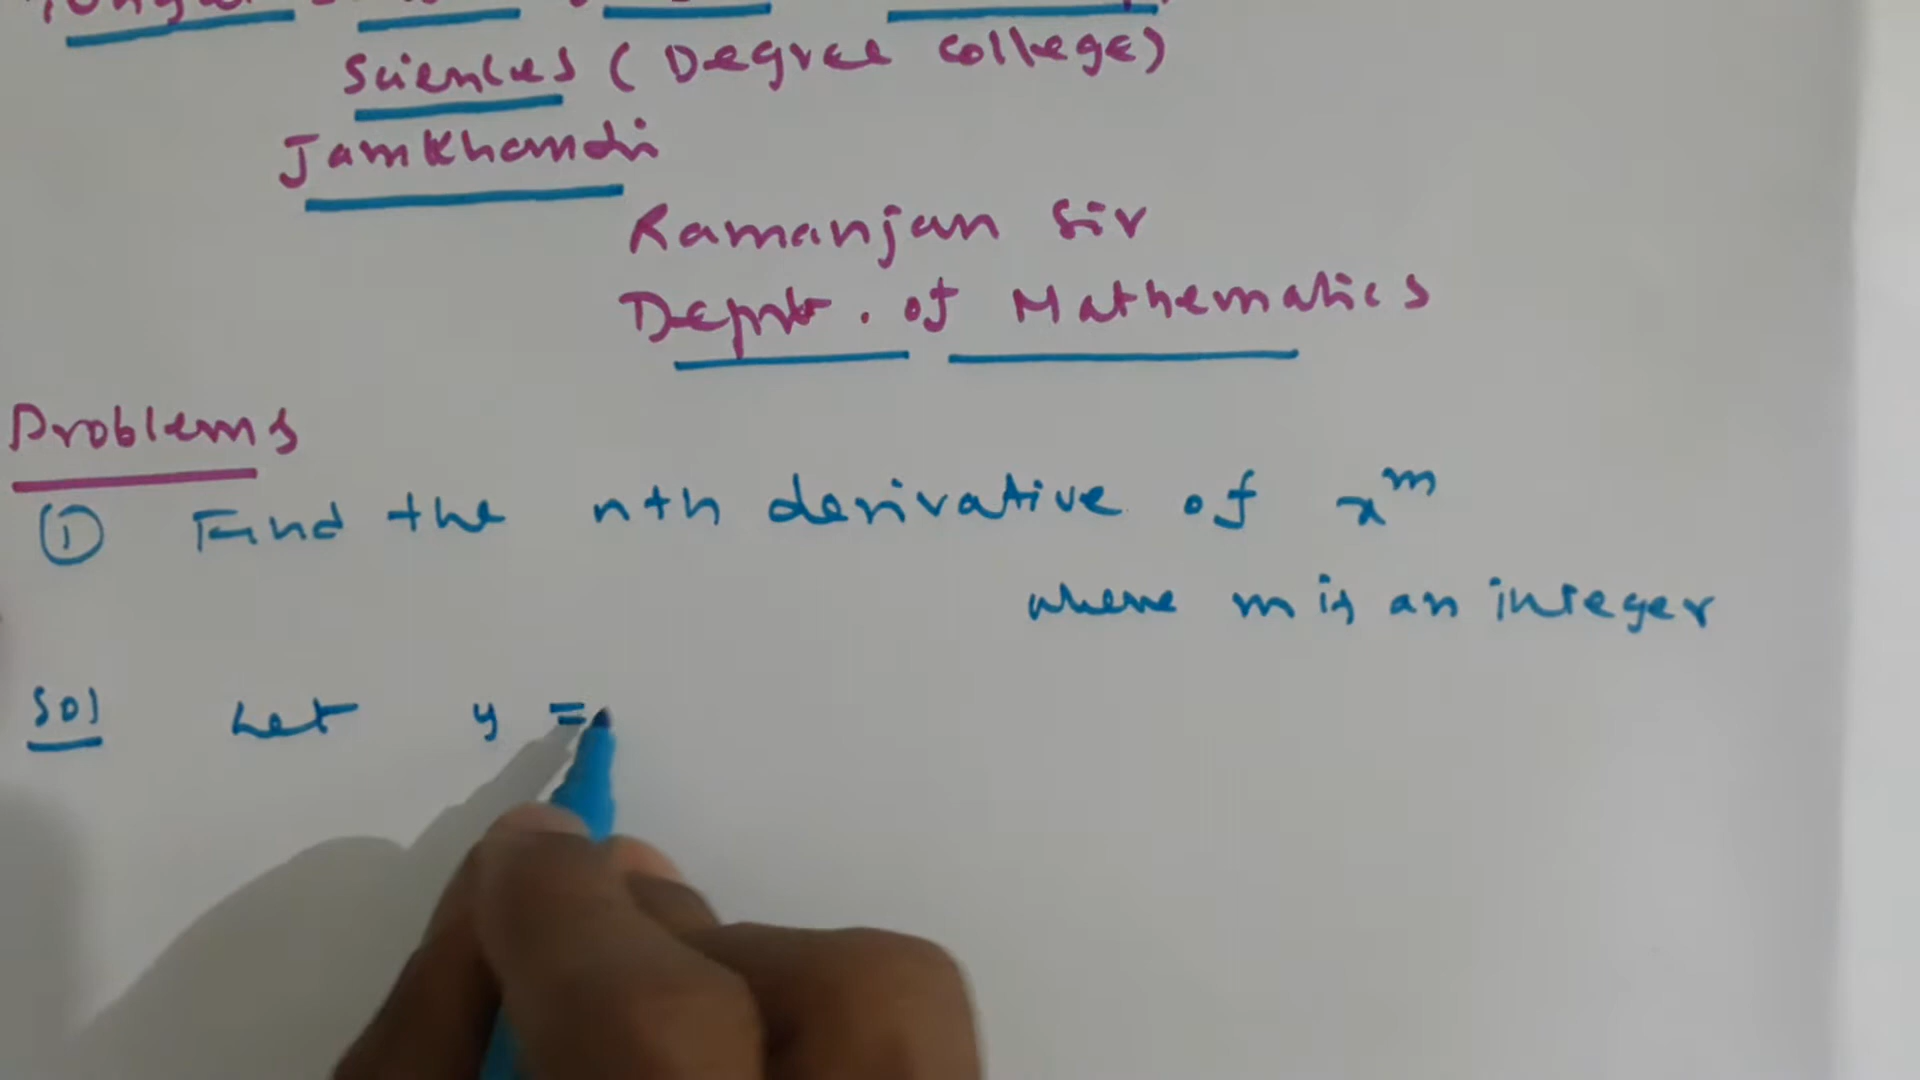 Sciences (Degree college)
Jamkhandi
Ramanjan Sir
Dept. of Mathematics
Problems
① Find the nth derivative of x^m
where m is an integer
Sol Let y =